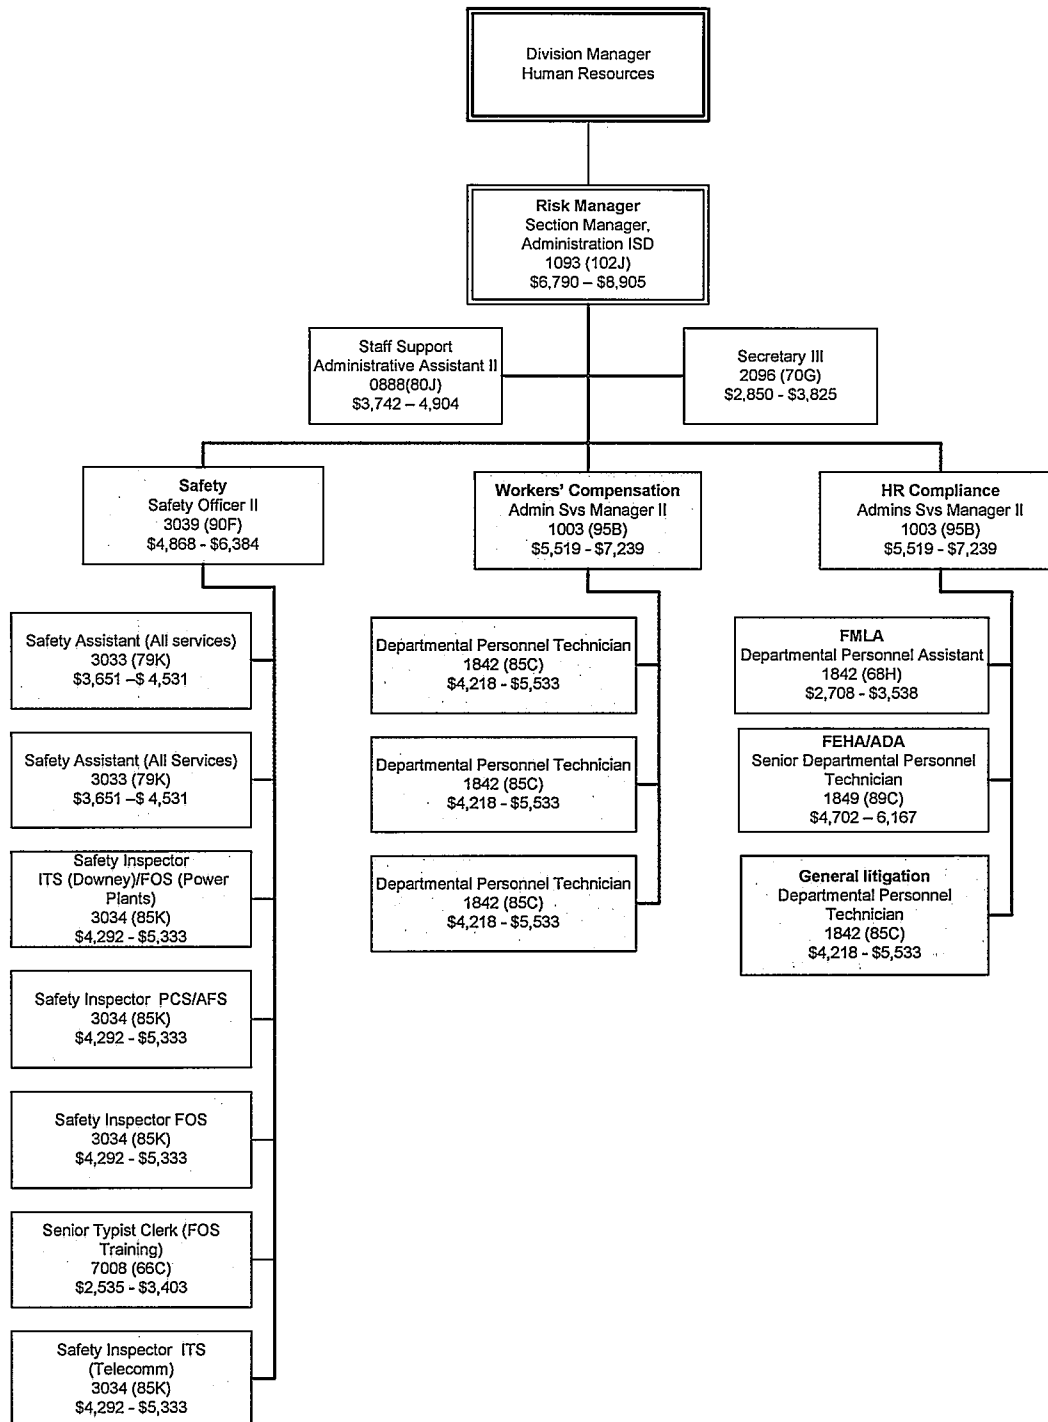 Division Manager
Human Resources
Risk Manager
Section Manager,
Administration ISD
1093 (102J)
$6,790 – $8,905
Staff Support
Administrative Assistant II
0888(80J)
$3,742 – 4,904
Secretary III
2096 (70G)
$2,850 - $3,825
Safety
Safety Officer II
3039 (90F)
$4,868 - $6,384
Workers' Compensation
Admin Svs Manager II
1003 (95B)
$5,519 - $7,239
HR Compliance
Admins Svs Manager II
1003 (95B)
$5,519 - $7,239
Safety Assistant (All services)
3033 (79K)
$3,651 –$ 4,531
Safety Assistant (All Services)
3033 (79K)
$3,651 –$ 4,531
Safety Inspector
ITS (Downey)/FOS (Power
Plants)
3034 (85K)
$4,292 - $5,333
Safety Inspector PCS/AFS
3034 (85K)
$4,292 - $5,333
Safety Inspector FOS
3034 (85K)
$4,292 - $5,333
Senior Typist Clerk (FOS
Training)
7008 (66C)
$2,535 - $3,403
Safety Inspector ITS
(Telecomm)
3034 (85K)
$4,292 - $5,333
Departmental Personnel Technician
1842 (85C)
$4,218 - $5,533
Departmental Personnel Technician
1842 (85C)
$4,218 - $5,533
Departmental Personnel Technician
1842 (85C)
$4,218 - $5,533
FMLA
Departmental Personnel Assistant
1842 (68H)
$2,708 - $3,538
FEHA/ADA
Senior Departmental Personnel
Technician
1849 (89C)
$4,702 – 6,167
General litigation
Departmental Personnel
Technician
1842 (85C)
$4,218 - $5,533